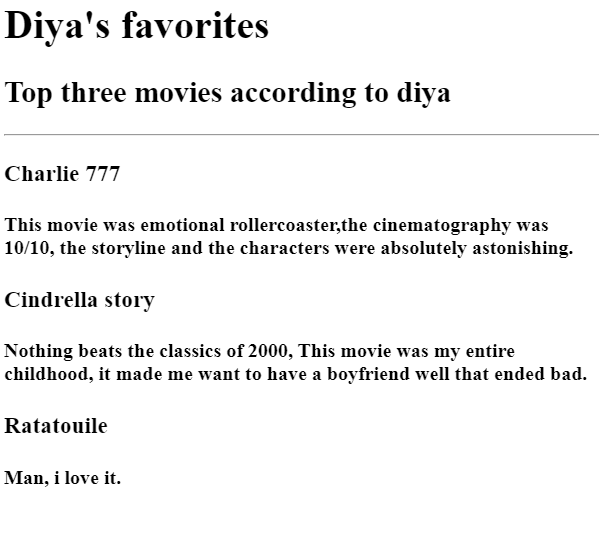 Diya's favorites
Top three movies according to diya
Charlie 777
This movie was emotional rollercoaster,the cinematography was
10/10, the storyline and the characters were absolutely astonishing.
Cindrella story
Nothing beats the classics of 2000, This movie was my entire
childhood, it made me want to have a boyfriend well that ended bad.
Ratatouile
Man, i love it.